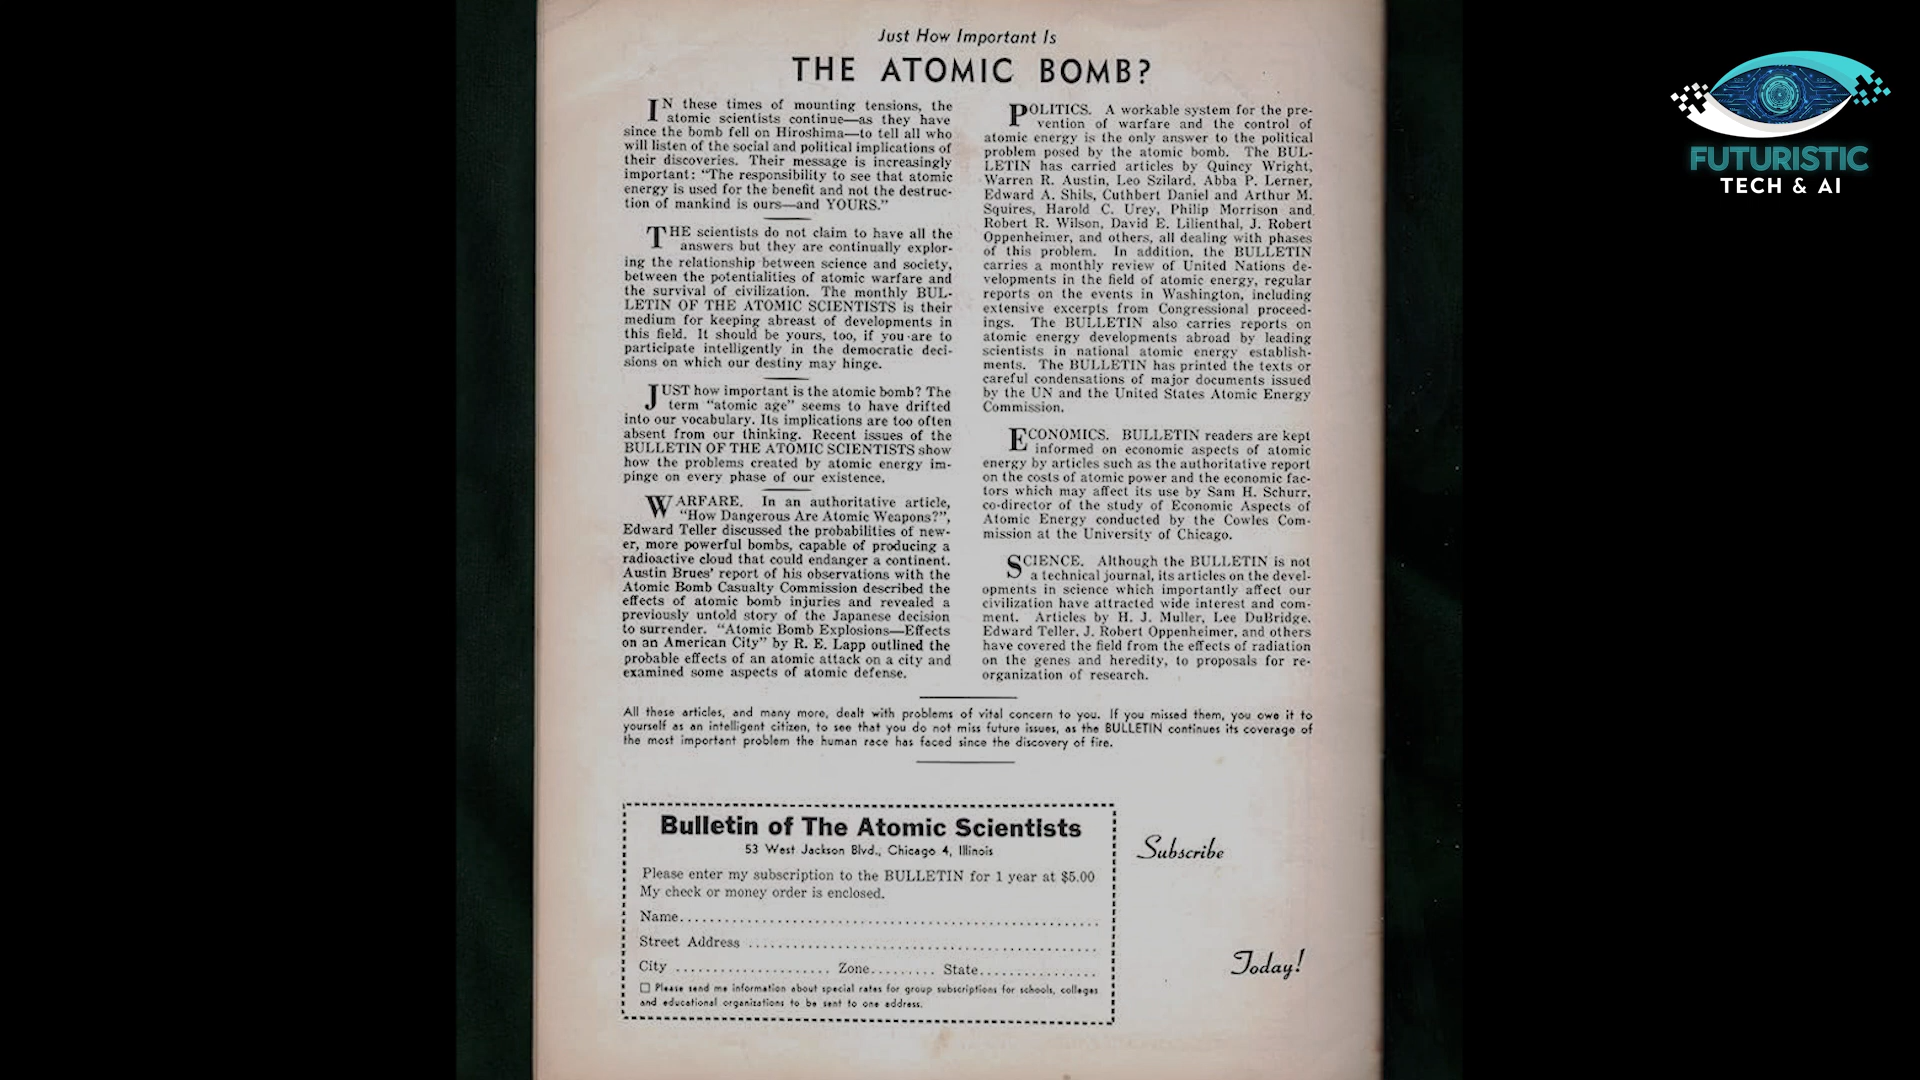 Just How Important Is
THE ATOMIC BOMB?
IN these times of mounting tensions, the
atomic scientists continue—as they have
since the bomb fell on Hiroshima—to tell all who
will listen of the social and political implications of
their discoveries. Their message is increasingly
important: “The responsibility to see that atomic
energy is used for the benefit and not the destruc-
tion of mankind is ours—and YOURS.”
THE scientists do not claim to have all the
answers but they are continually explor-
ing the relationship between science and society,
between the potentialities of atomic warfare and
the survival of civilization. The monthly BUL-
LETIN OF THE ATOMIC SCIENTISTS is their
medium for keeping abreast of developments in
this field. It should be yours, too, if you are to
participate intelligently in the democratic deci-
sions on which our destiny may hinge.
JUST how important is the atomic bomb? The
term “atomic age” seems to have drifted
into our vocabulary. Its implications are too often
absent from our thinking. Recent issues of the
BULLETIN OF THE ATOMIC SCIENTISTS show
how the problems created by atomic energy im-
pinge on every phase of our existence.
WARFARE. In an authoritative article,
“How Dangerous Are Atomic Weapons?”,
Edward Teller discussed the probabilities of new-
er, more powerful bombs, capable of producing a
radioactive cloud that could endanger a continent.
Austin Brues’ report of his observations with the
Atomic Bomb Casualty Commission described the
effects of atomic bomb injuries and revealed a
previously untold story of the Japanese decision
to surrender. “Atomic Bomb Explosions—Effects
on an American City” by R. E. Lapp outlined the
probable effects of an atomic attack on a city and
examined some aspects of atomic defense.
POLITICS. A workable system for the pre-
vention of warfare and the control of
atomic energy is the only answer to the political
problem posed by the atomic bomb. The BUL-
LETIN has carried articles by Quincy Wright,
Warren R. Austin, Leo Szilard, Abba P. Lerner,
Edward A. Shils, Cuthbert Daniel and Arthur M.
Squires, Harold C. Urey, Philip Morrison and
Robert R. Wilson, David E. Lilienthal, J. Robert
Oppenheimer, and others, all dealing with phases
of this problem. In addition, the BULLETIN
carries a monthly review of United Nations de-
velopments in the field of atomic energy, regular
reports on the events in Washington, including
extensive excerpts from Congressional proceed-
ings. The BULLETIN also carries reports on
atomic energy developments abroad by leading
scientists in national atomic energy establish-
ments. The BULLETIN has printed the texts or
careful condensations of major documents issued
by the UN and the United States Atomic Energy
Commission.
ECONOMICS. BULLETIN readers are kept
informed on economic aspects of atomic
energy by articles such as the authoritative report
on the costs of atomic power and the economic fac-
tors which may affect its use by Sam H. Schurr,
co-director of the study of Economic Aspects of
Atomic Energy conducted by the Cowles Com-
mission at the University of Chicago.
SCIENCE. Although the BULLETIN is not
a technical journal, its articles on the devel-
opments in science which importantly affect our
civilization have attracted wide interest and com-
ment. Articles by H. J. Muller, Lee DuBridge,
Edward Teller, J. Robert Oppenheimer, and others
have covered the field from the effects of radiation
on the genes and heredity, to proposals for re-
organization of research.
All these articles, and many more, dealt with problems of vital concern to you. If you missed them, you owe it to
yourself as an intelligent citizen, to see that you do not miss future issues, as the BULLETIN continues its coverage of
the most important problem the human race has faced since the discovery of fire.
Bulletin of The Atomic Scientists
53 West Jackson Blvd., Chicago 4, Illinois
Please enter my subscription to the BULLETIN for 1 year at $5.00
My check or money order is enclosed.
Name
Street Address
City Zone State
Please send me information about special rates for group subscriptions for schools, colleges
and educational organizations to be sent to one address.
Subscribe
Today!
FUTURISTIC
TECH & AI